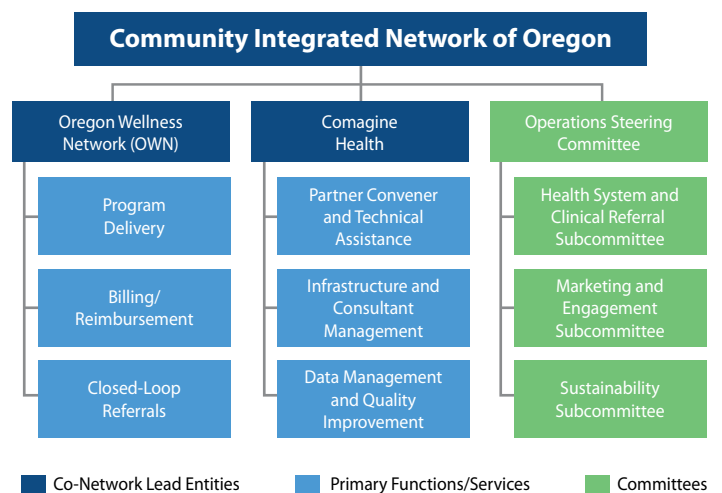 Community Integrated Network of Oregon
Oregon Wellness
Network (OWN)
Program
Delivery
Billing/
Reimbursement
Closed-Loop
Referrals
Comagine
Health
Partner Convener
and Technical
Assistance
Infrastructure and
Consultant
Management
Data Management
and Quality
Improvement
Operations Steering
Committee
Health System and
Clinical Referral
Subcommittee
Marketing and
Engagement
Subcommittee
Sustainability
Subcommittee
Co-Network Lead Entities
Primary Functions/Services
Committees